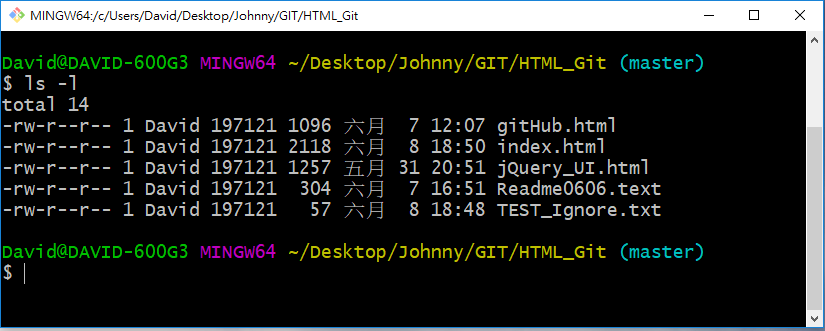 MINGW64:/c/Users/David/Desktop/Johnny/GIT/HTML_Git
David@DAVID-600G3 MINGW64 ~/Desktop/Johnny/GIT/HTML_Git (master)
$ ls -l
total 14
-rw-r--r-- 1 David 197121 1096 六月  7 12:07 gitHub.html
-rw-r--r-- 1 David 197121 2118 六月  8 18:50 index.html
-rw-r--r-- 1 David 197121 1257 五月 31 20:51 jQuery_UI.html
-rw-r--r-- 1 David 197121  304 六月  7 16:51 Readme0606.text
-rw-r--r-- 1 David 197121   57 六月  8 18:48 TEST_Ignore.txt
David@DAVID-600G3 MINGW64 ~/Desktop/Johnny/GIT/HTML_Git (master)
$